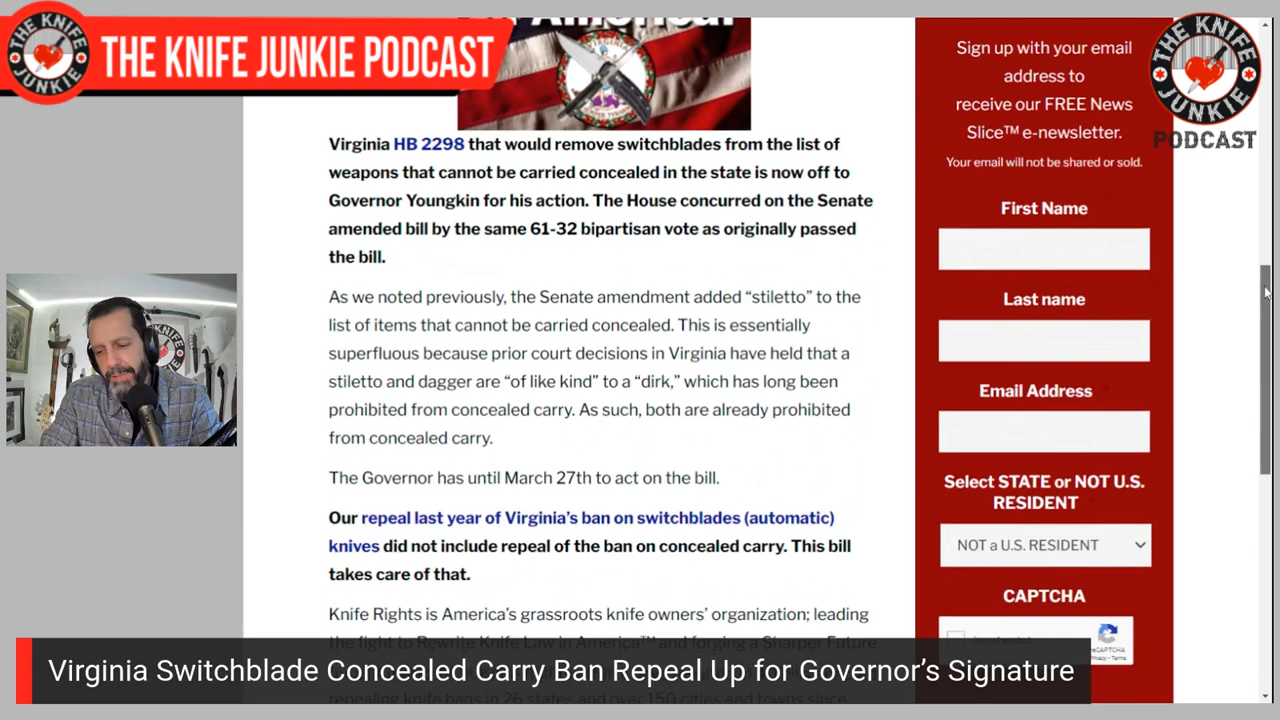 THE KNIFE JUNKIE
THE KNIFE JUNKIE PODCAST
America!
VIRGINIA
Virginia HB 2298 that would remove switchblades from the list of
weapons that cannot be carried concealed in the state is now off to
Governor Youngkin for his action. The House concurred on the Senate
amended bill by the same 61-32 bipartisan vote as originally passed
the bill.
As we noted previously, the Senate amendment added “stiletto” to the
list of items that cannot be carried concealed. This is essentially
superfluous because prior court decisions in Virginia have held that a
stiletto and dagger are “of like kind” to a “dirk,” which has long been
prohibited from concealed carry. As such, both are already prohibited
from concealed carry.
The Governor has until March 27th to act on the bill.
Our repeal last year of Virginia’s ban on switchblades (automatic)
knives did not include repeal of the ban on concealed carry. This bill
takes care of that.
Knife Rights is America’s grassroots knife owners’ organization; leading
the fight to Rewrite Knife Law in America™ and forging a Sharper Future
repealing knife bans in 26 states and over 150 cities and towns since
Sign up with your email
address to
receive our FREE News
Slice™ e-newsletter.
Your email will not be shared or sold.
First Name
Last name
Email Address *
Select STATE or NOT U.S.
RESIDENT *
NOT a U.S. RESIDENT
CAPTCHA
reCAPTCHA
Privacy - Terms
THE KNIFE JUNKIE
PODCAST
KNIFE
JUNKIE
Virginia Switchblade Concealed Carry Ban Repeal Up for Governor’s Signature